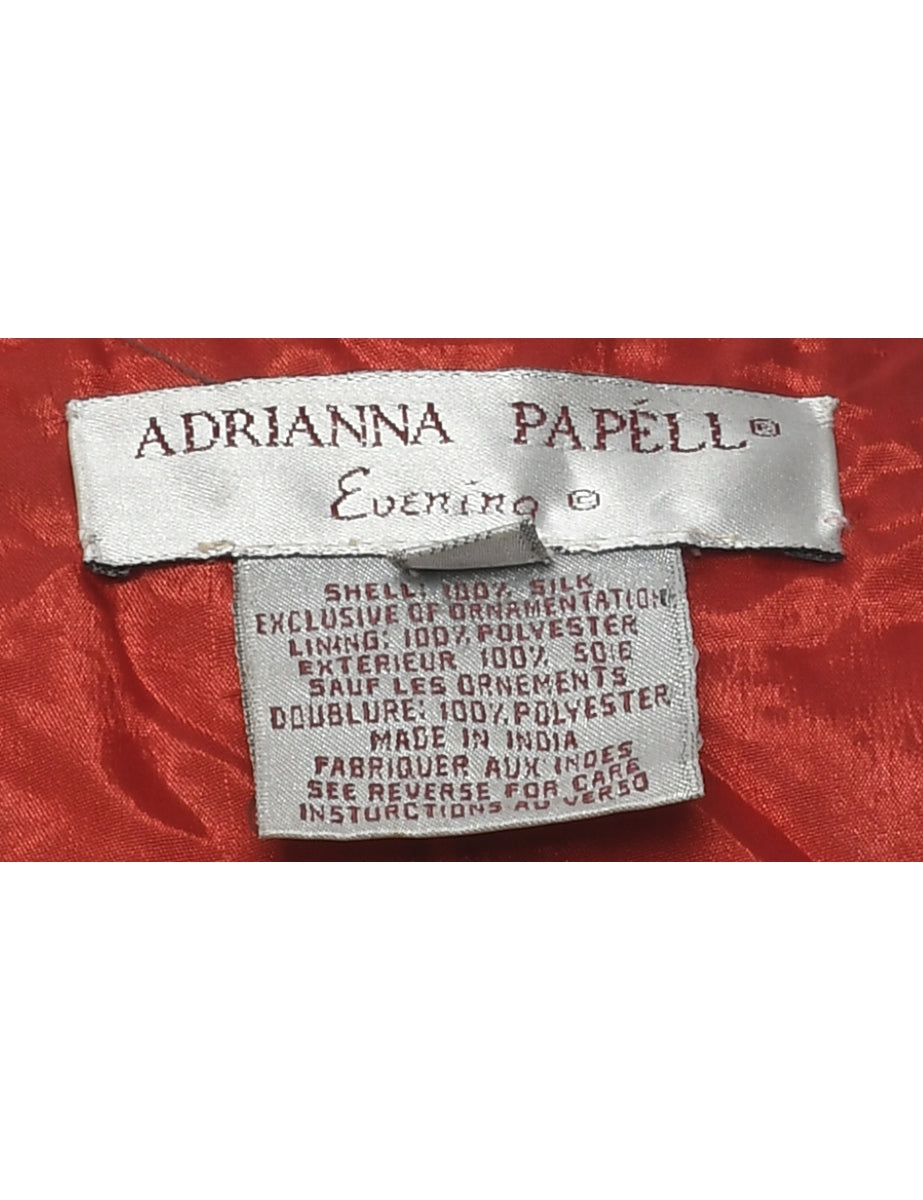 ADRIANNA PAPÉLL®
Evening ©
SHELL: 100% SILK
EXCLUSIVE OF ORNAMENTATION
LINING: 100% POLYESTER
EXTERIEUR 100% SOIE
SAUF LES ORNEMENTS
DOUBLURE: 100% POLYESTER
MADE IN INDIA
FABRIQUER AUX INDES
SEE REVERSE FOR CARE
INSTURCTIONS AU VERSO